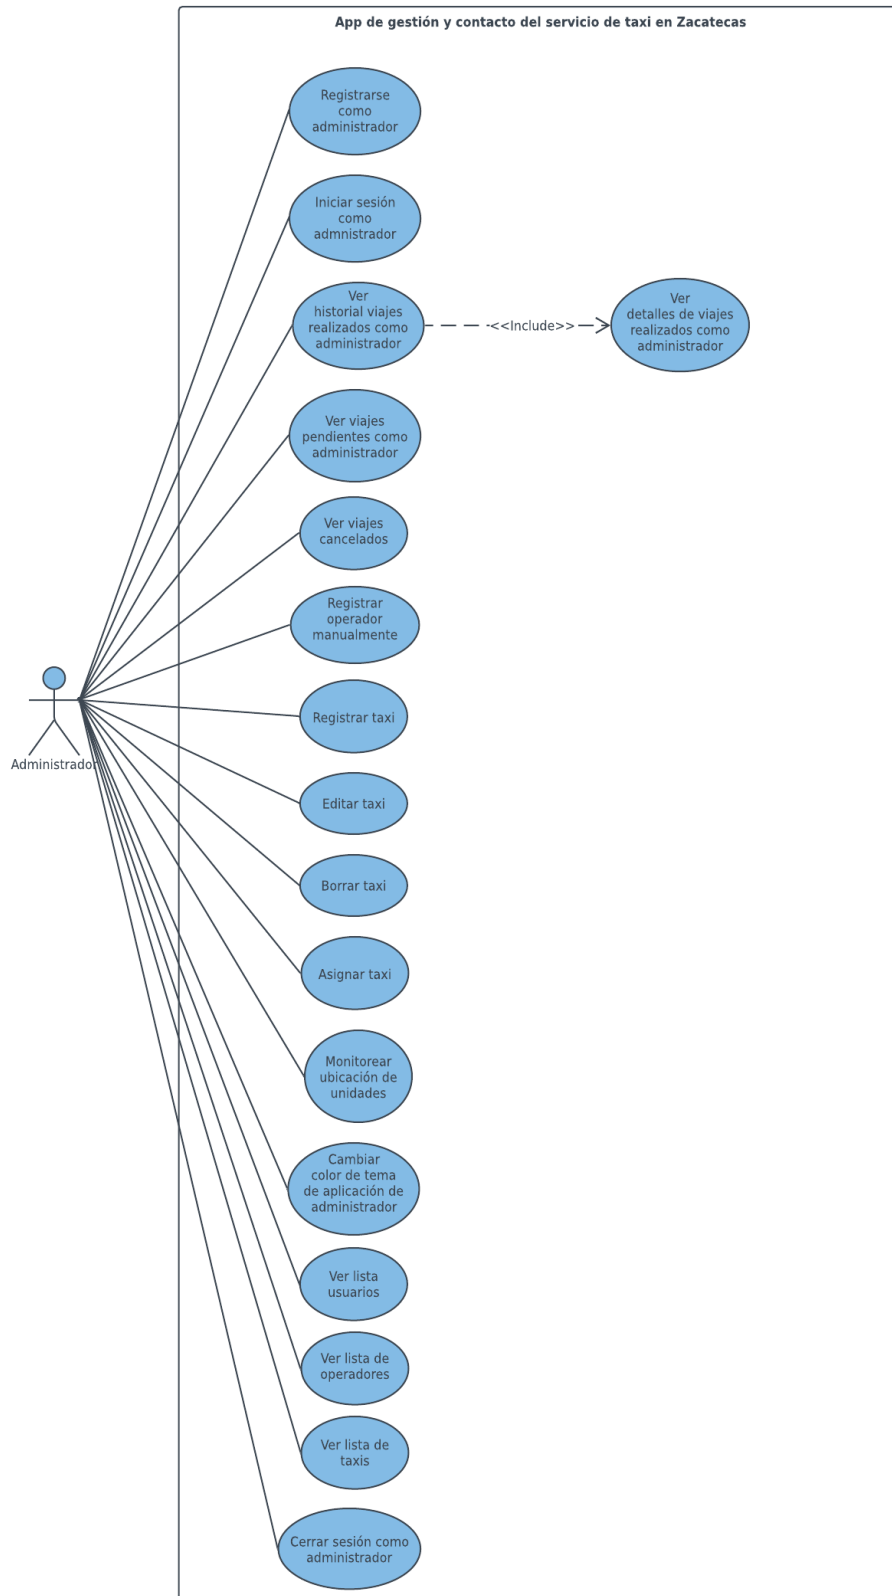 App de gestión y contacto del servicio de taxi en Zacatecas
Registrarse
como
administrador
Iniciar sesión
como
admnistrador
Ver
historial viajes
realizados como
administrador
<<Include>>
Ver
detalles de viajes
realizados como
administrador
Ver viajes
pendientes como
administrador
Ver viajes
cancelados
Registrar
operador
manualmente
Registrar taxi
Administrador
Editar taxi
Borrar taxi
Asignar taxi
Monitorear
ubicación de
unidades
Cambiar
color de tema
de aplicación de
administrador
Ver lista
usuarios
Ver lista de
operadores
Ver lista de
taxis
Cerrar sesión como
administrador